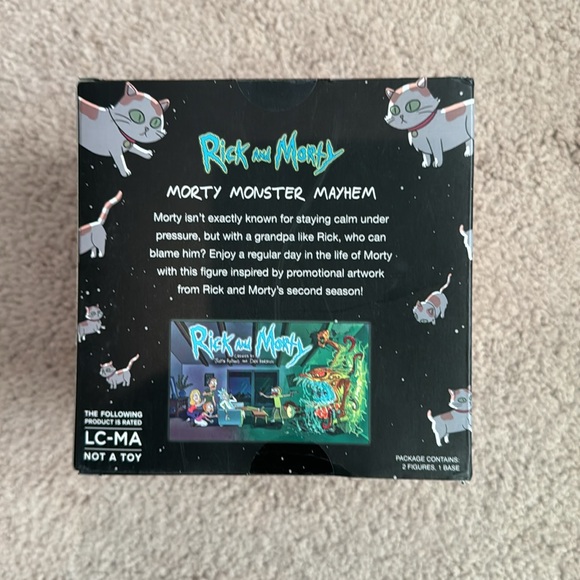 Rick and Morty
MORTY MONSTER MAYHEM
Morty isn't exactly known for staying calm under
pressure, but with a grandpa like Rick, who can
blame him? Enjoy a regular day in the life of Morty
with this figure inspired by promotional artwork
from Rick and Morty's second season!
Rick and Morty
THE FOLLOWING
PRODUCT IS RATED
LC-MA
NOT A TOY
PACKAGE CONTAINS:
2 FIGURES, 1 BASE